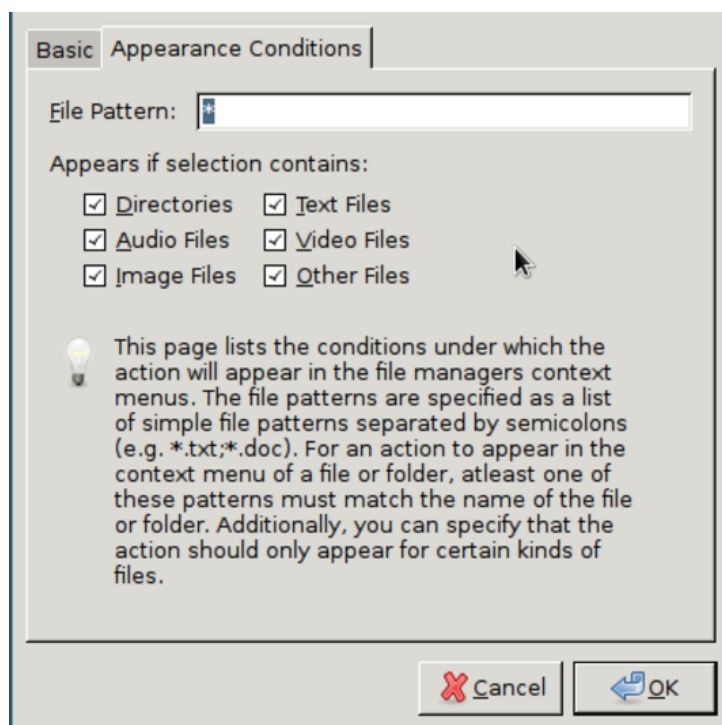 Basic Appearance Conditions
File Pattern: *
Appears if selection contains:
Directories Text Files
Audio Files Video Files
Image Files Other Files
This page lists the conditions under which the
action will appear in the file managers context
menus. The file patterns are specified as a list
of simple file patterns separated by semicolons
(e.g. *.txt;*.doc). For an action to appear in the
context menu of a file or folder, atleast one of
these patterns must match the name of the file
or folder. Additionally, you can specify that the
action should only appear for certain kinds of
files.
Cancel OK